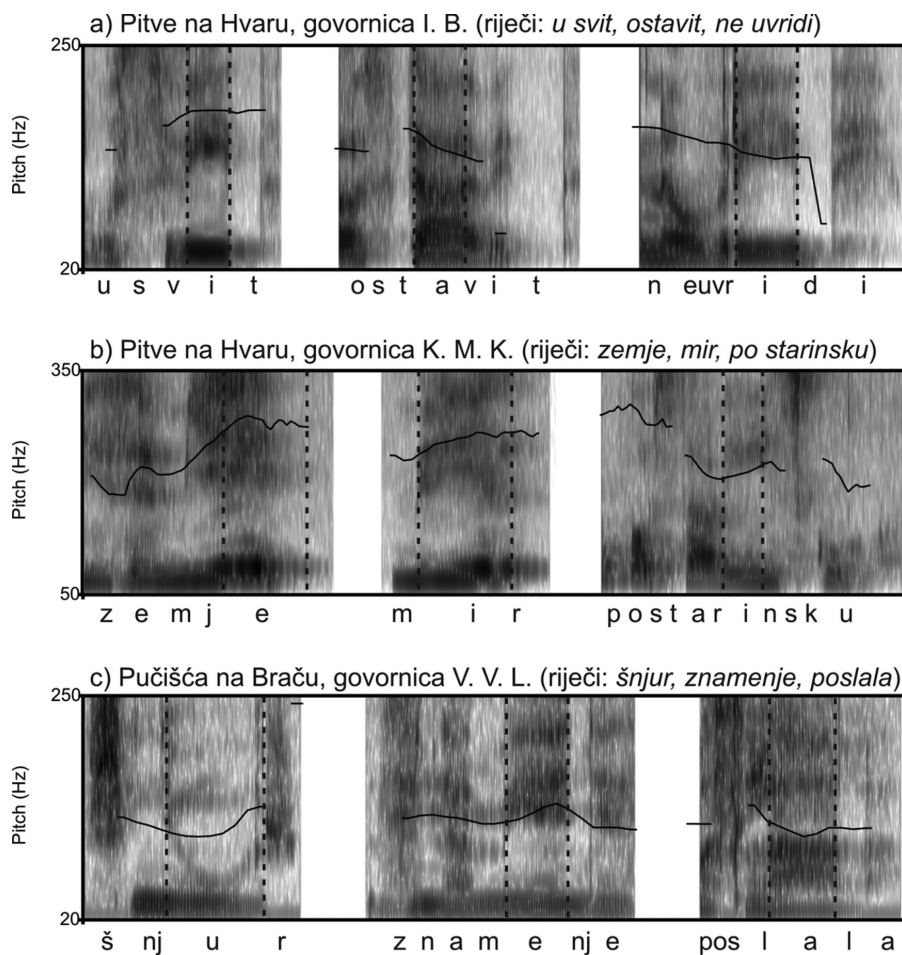 a) Pitve na Hvaru, govornica I. B. (riječi: u svit, ostavit, ne uvridi)
250
Pitch (Hz)
20
u s v i t o s t a v i t n e u v r i d i
b) Pitve na Hvaru, govornica K. M. K. (riječi: zemje, mir, po starinsku)
350
Pitch (Hz)
50
z e m j e m i r p o s t a r i n s k u
c) Pučišća na Braču, govornica V. V. L. (riječi: šnjur, znamenje, poslala)
250
Pitch (Hz)
20
š nj u r z n a m e nj e pos l a l a